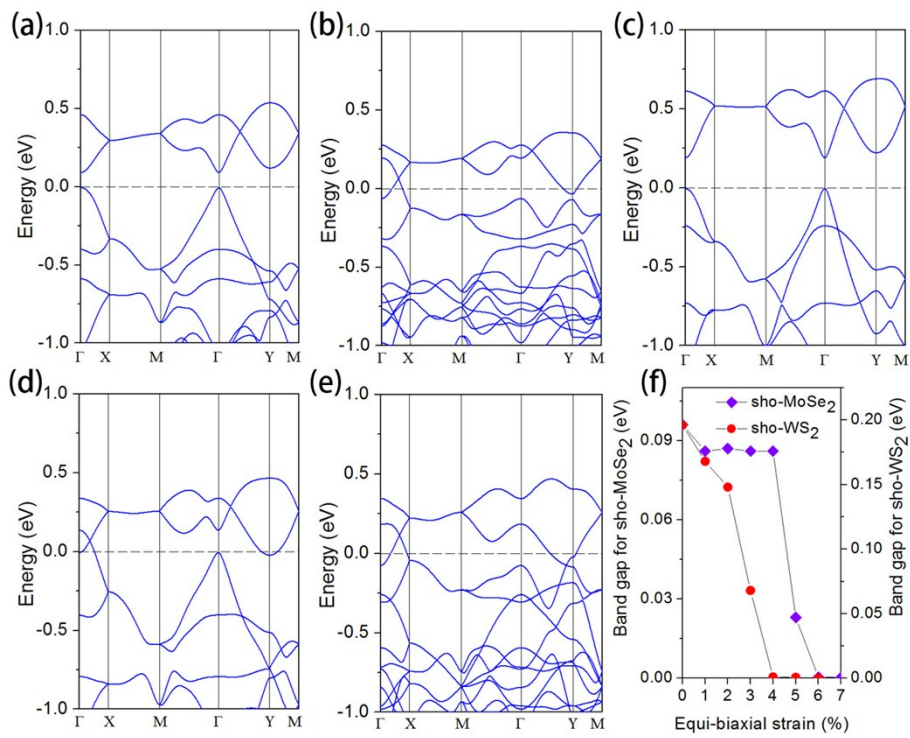 (a)
1.0
0.5
0.0
-0.5
-1.0
Energy (eV)
Γ X M Γ Y M
(b)
1.0
0.5
0.0
-0.5
-1.0
Energy (eV)
Γ X M Γ Y M
(c)
1.0
0.5
0.0
-0.5
-1.0
Energy (eV)
Γ X M Γ Y M
(d)
1.0
0.5
0.0
-0.5
-1.0
Energy (eV)
Γ X M Γ Y M
(e)
1.0
0.5
0.0
-0.5
-1.0
Energy (eV)
Γ X M Γ Y M
(f)
sho-MoSe₂
sho-WS₂
0.09
0.06
0.03
0.00
Band gap for sho-MoSe₂ (eV)
0.20
0.15
0.10
0.05
0.00
Band gap for sho-WS₂ (eV)
0 1 2 3 4 5 6 7
Equi-biaxial strain (%)